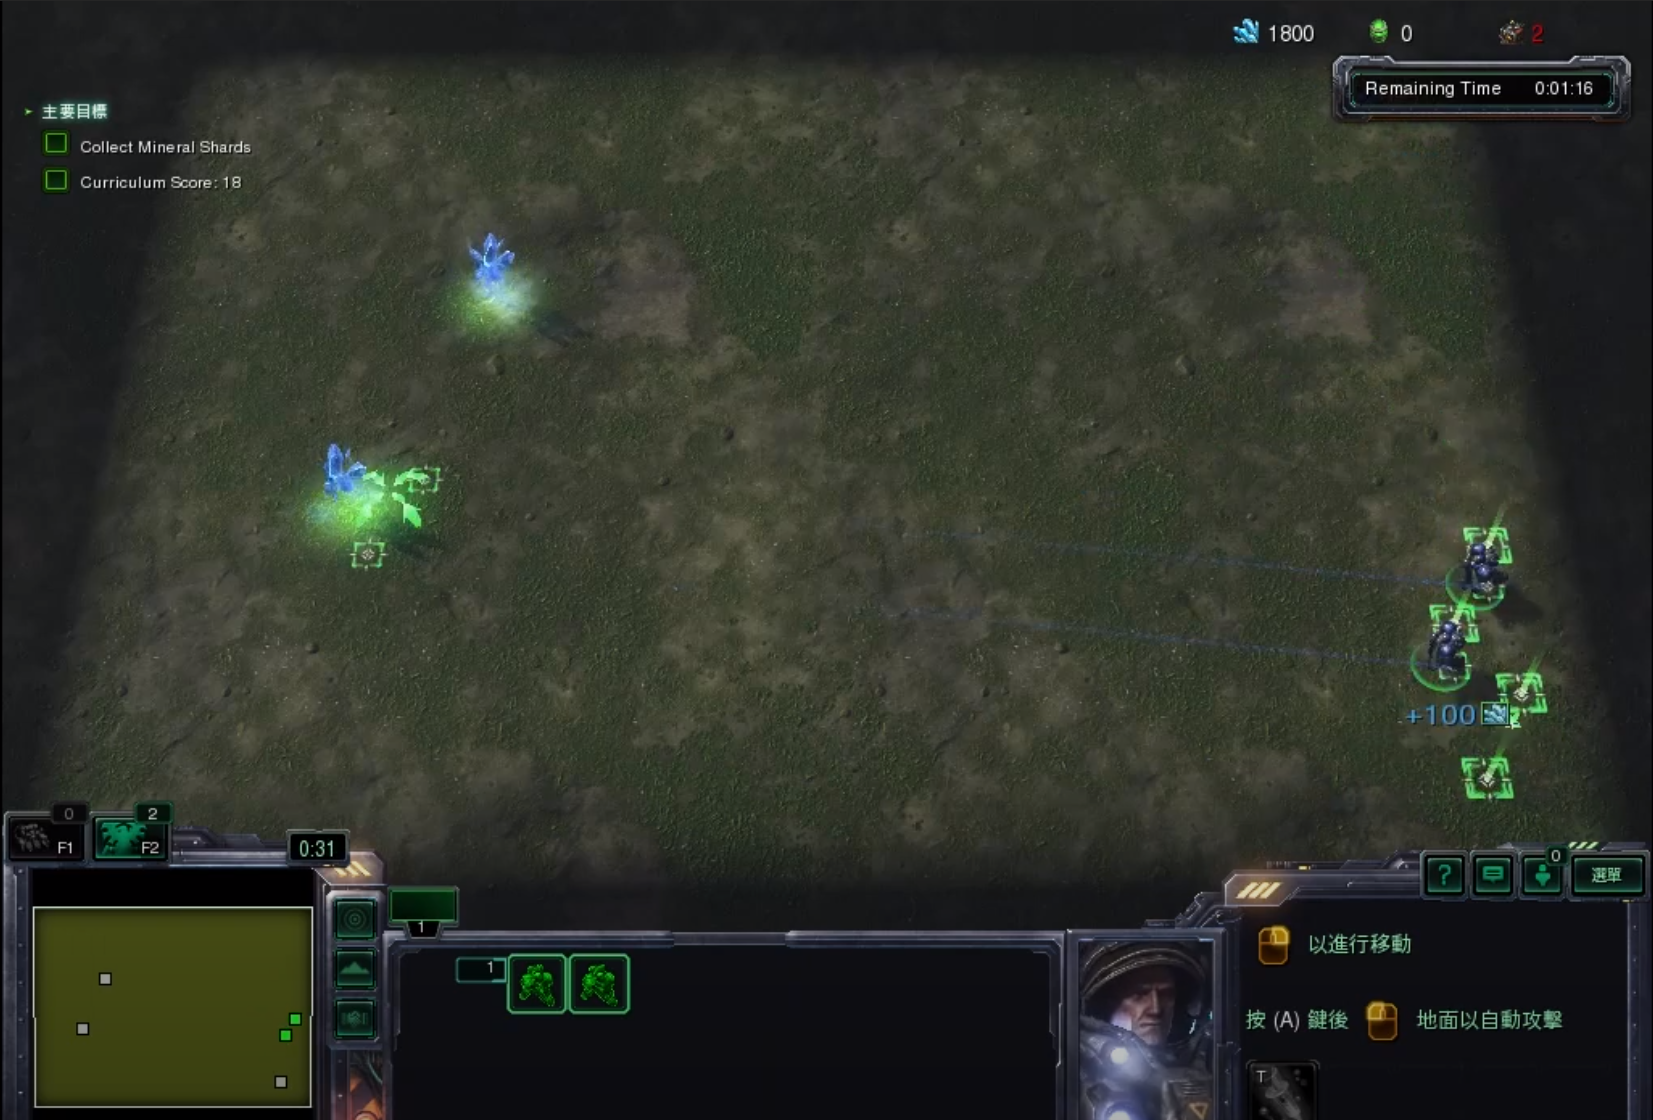 1800
0
2
Remaining Time 0:01:16
主要目標
Collect Mineral Shards
Curriculum Score: 18
+100
0
2
F1
F2
0:31
1
1
?
0
選單
以進行移動
按 (A) 鍵後 地面以自動攻擊
T